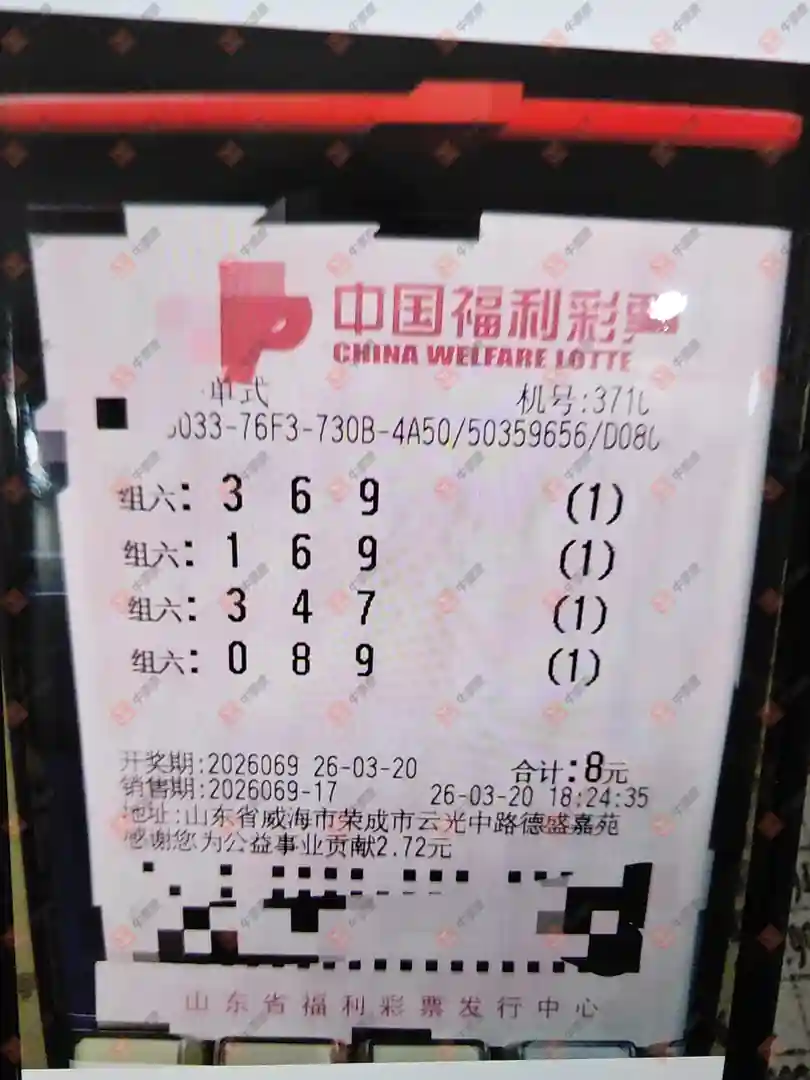 中国福利彩票
CHINA WELFARE LOTTE
单式 机号:371
033-76F3-730B-4A50/50359656/D08
组六: 3 6 9 (1)
组六: 1 6 9 (1)
组六: 3 4 7 (1)
组六: 0 8 9 (1)
开奖期:2026069 26-03-20 合计:8元
销售期:2026069-17 26-03-20 18:24:35
地址:山东省威海市荣成市云光中路德盛嘉苑
感谢您为公益事业贡献2.72元
山东省福利彩票发行中心